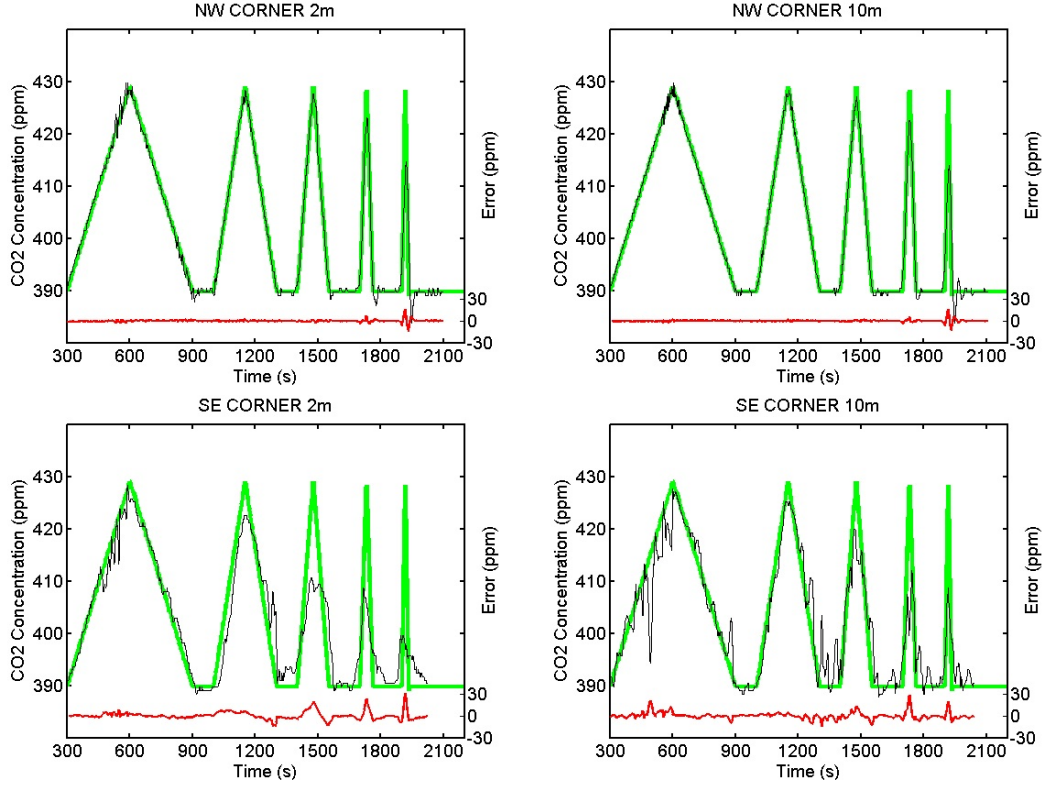 NW CORNER 2m
CO2 Concentration (ppm)
430
420
410
400
390
Error (ppm)
30
0
-30
300 600 900 1200 1500 1800 2100
Time (s)
NW CORNER 10m
CO2 Concentration (ppm)
430
420
410
400
390
Error (ppm)
30
0
-30
300 600 900 1200 1500 1800 2100
Time (s)
SE CORNER 2m
CO2 Concentration (ppm)
430
420
410
400
390
Error (ppm)
30
0
-30
300 600 900 1200 1500 1800 2100
Time (s)
SE CORNER 10m
CO2 Concentration (ppm)
430
420
410
400
390
Error (ppm)
30
0
-30
300 600 900 1200 1500 1800 2100
Time (s)